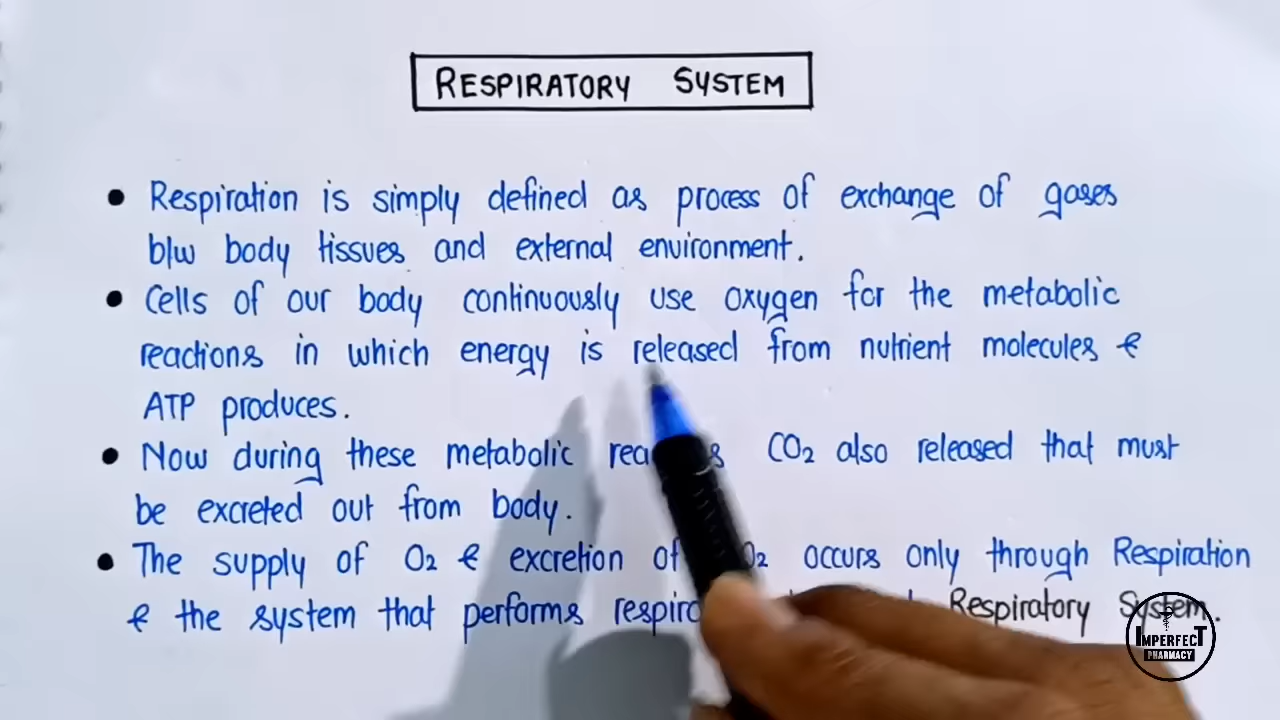 RESPIRATORY SYSTEM
• Respiration is simply defined as process of exchange of gases
b/w body tissues and external environment.
• Cells of our body continuously use oxygen for the metabolic
reactions in which energy is released from nutrient molecules &
ATP produces.
• Now during these metabolic CO₂ also released that must
be excreted out from body.
• The supply of O₂ & excretion of occurs only through Respiration
& the system that performs Respiratory System.
IMPERFECT
PHARMACY